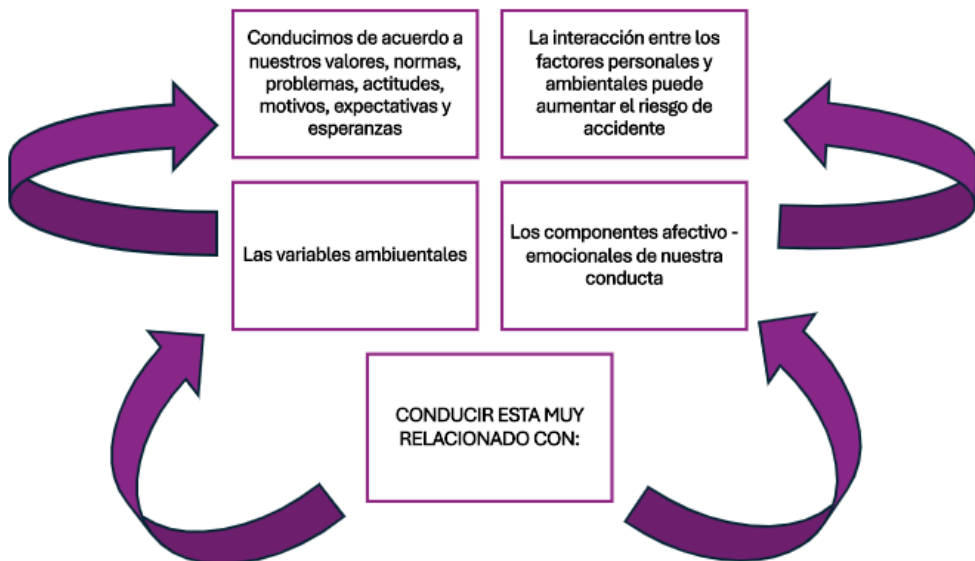 Conducimos de acuerdo a
nuestros valores, normas,
problemas, actitudes,
motivos, expectativas y
esperanzas
La interacción entre los
factores personales y
ambientales puede
aumentar el riesgo de
accidente
Las variables ambiuentales
Los componentes afectivo -
emocionales de nuestra
conducta
CONDUCIR ESTA MUY
RELACIONADO CON: